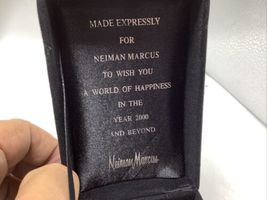 MADE EXPRESSLY
FOR
NEIMAN MARCUS
TO WISH YOU
A WORLD OF HAPPINESS
IN THE
YEAR 2000
AND BEYOND
Neiman Marcus